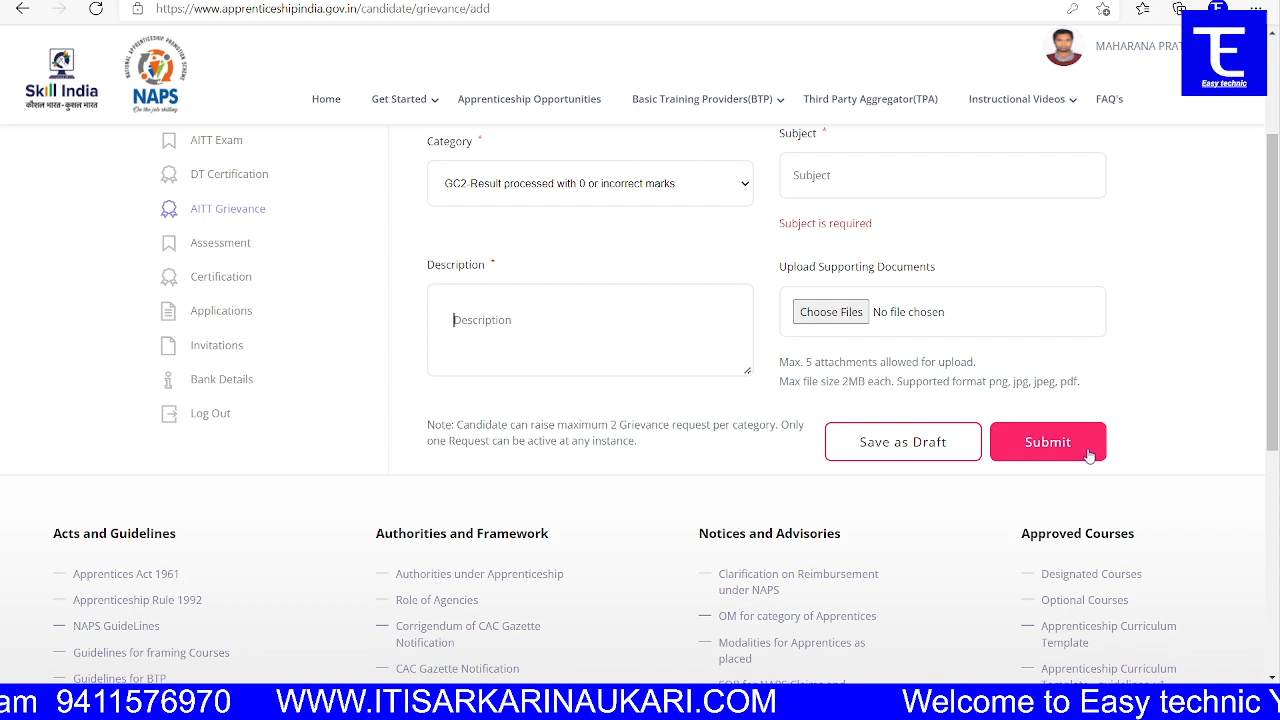 https://www.apprenticeshipindia.gov.in/candidate/grievance/add
Skill India
कौशल भारत-कुशल भारत
NATIONAL APPRENTICESHIP PROMOTION SCHEME
NAPS
On the job skilling
MAHARANA PRAT
Easy technic
Home
Get Started
Apprenticeship Opportunities
Basic Training Providers(BTP)
Third Party Aggregator(TPA)
Instructional Videos
FAQ's
AITT Exam
DT Certification
AITT Grievance
Assessment
Certification
Applications
Invitations
Bank Details
Log Out
Category *
GC2-Result processed with 0 or incorrect marks
Subject *
Subject
Subject is required
Description *
Description
Upload Supporting Documents
Choose Files No file chosen
Max. 5 attachments allowed for upload.
Max file size 2MB each. Supported format png, jpg, jpeg, pdf.
Note: Candidate can raise maximum 2 Grievance request per category. Only
one Request can be active at any instance.
Save as Draft
Submit
Acts and Guidelines
Apprentices Act 1961
Apprenticeship Rule 1992
NAPS GuideLines
Guidelines for framing Courses
Guidelines for BTP
Authorities and Framework
Authorities under Apprenticeship
Role of Agencies
Corrigendum of CAC Gazette
Notification
CAC Gazette Notification
Notices and Advisories
Clarification on Reimbursement
under NAPS
OM for category of Apprentices
Modalities for Apprentices as
placed
Approved Courses
Designated Courses
Optional Courses
Apprenticeship Curriculum
Template
Apprenticeship Curriculum
am 9411576970 WWW.ITISARKARINAUKARI.COM Welcome to Easy technic Y